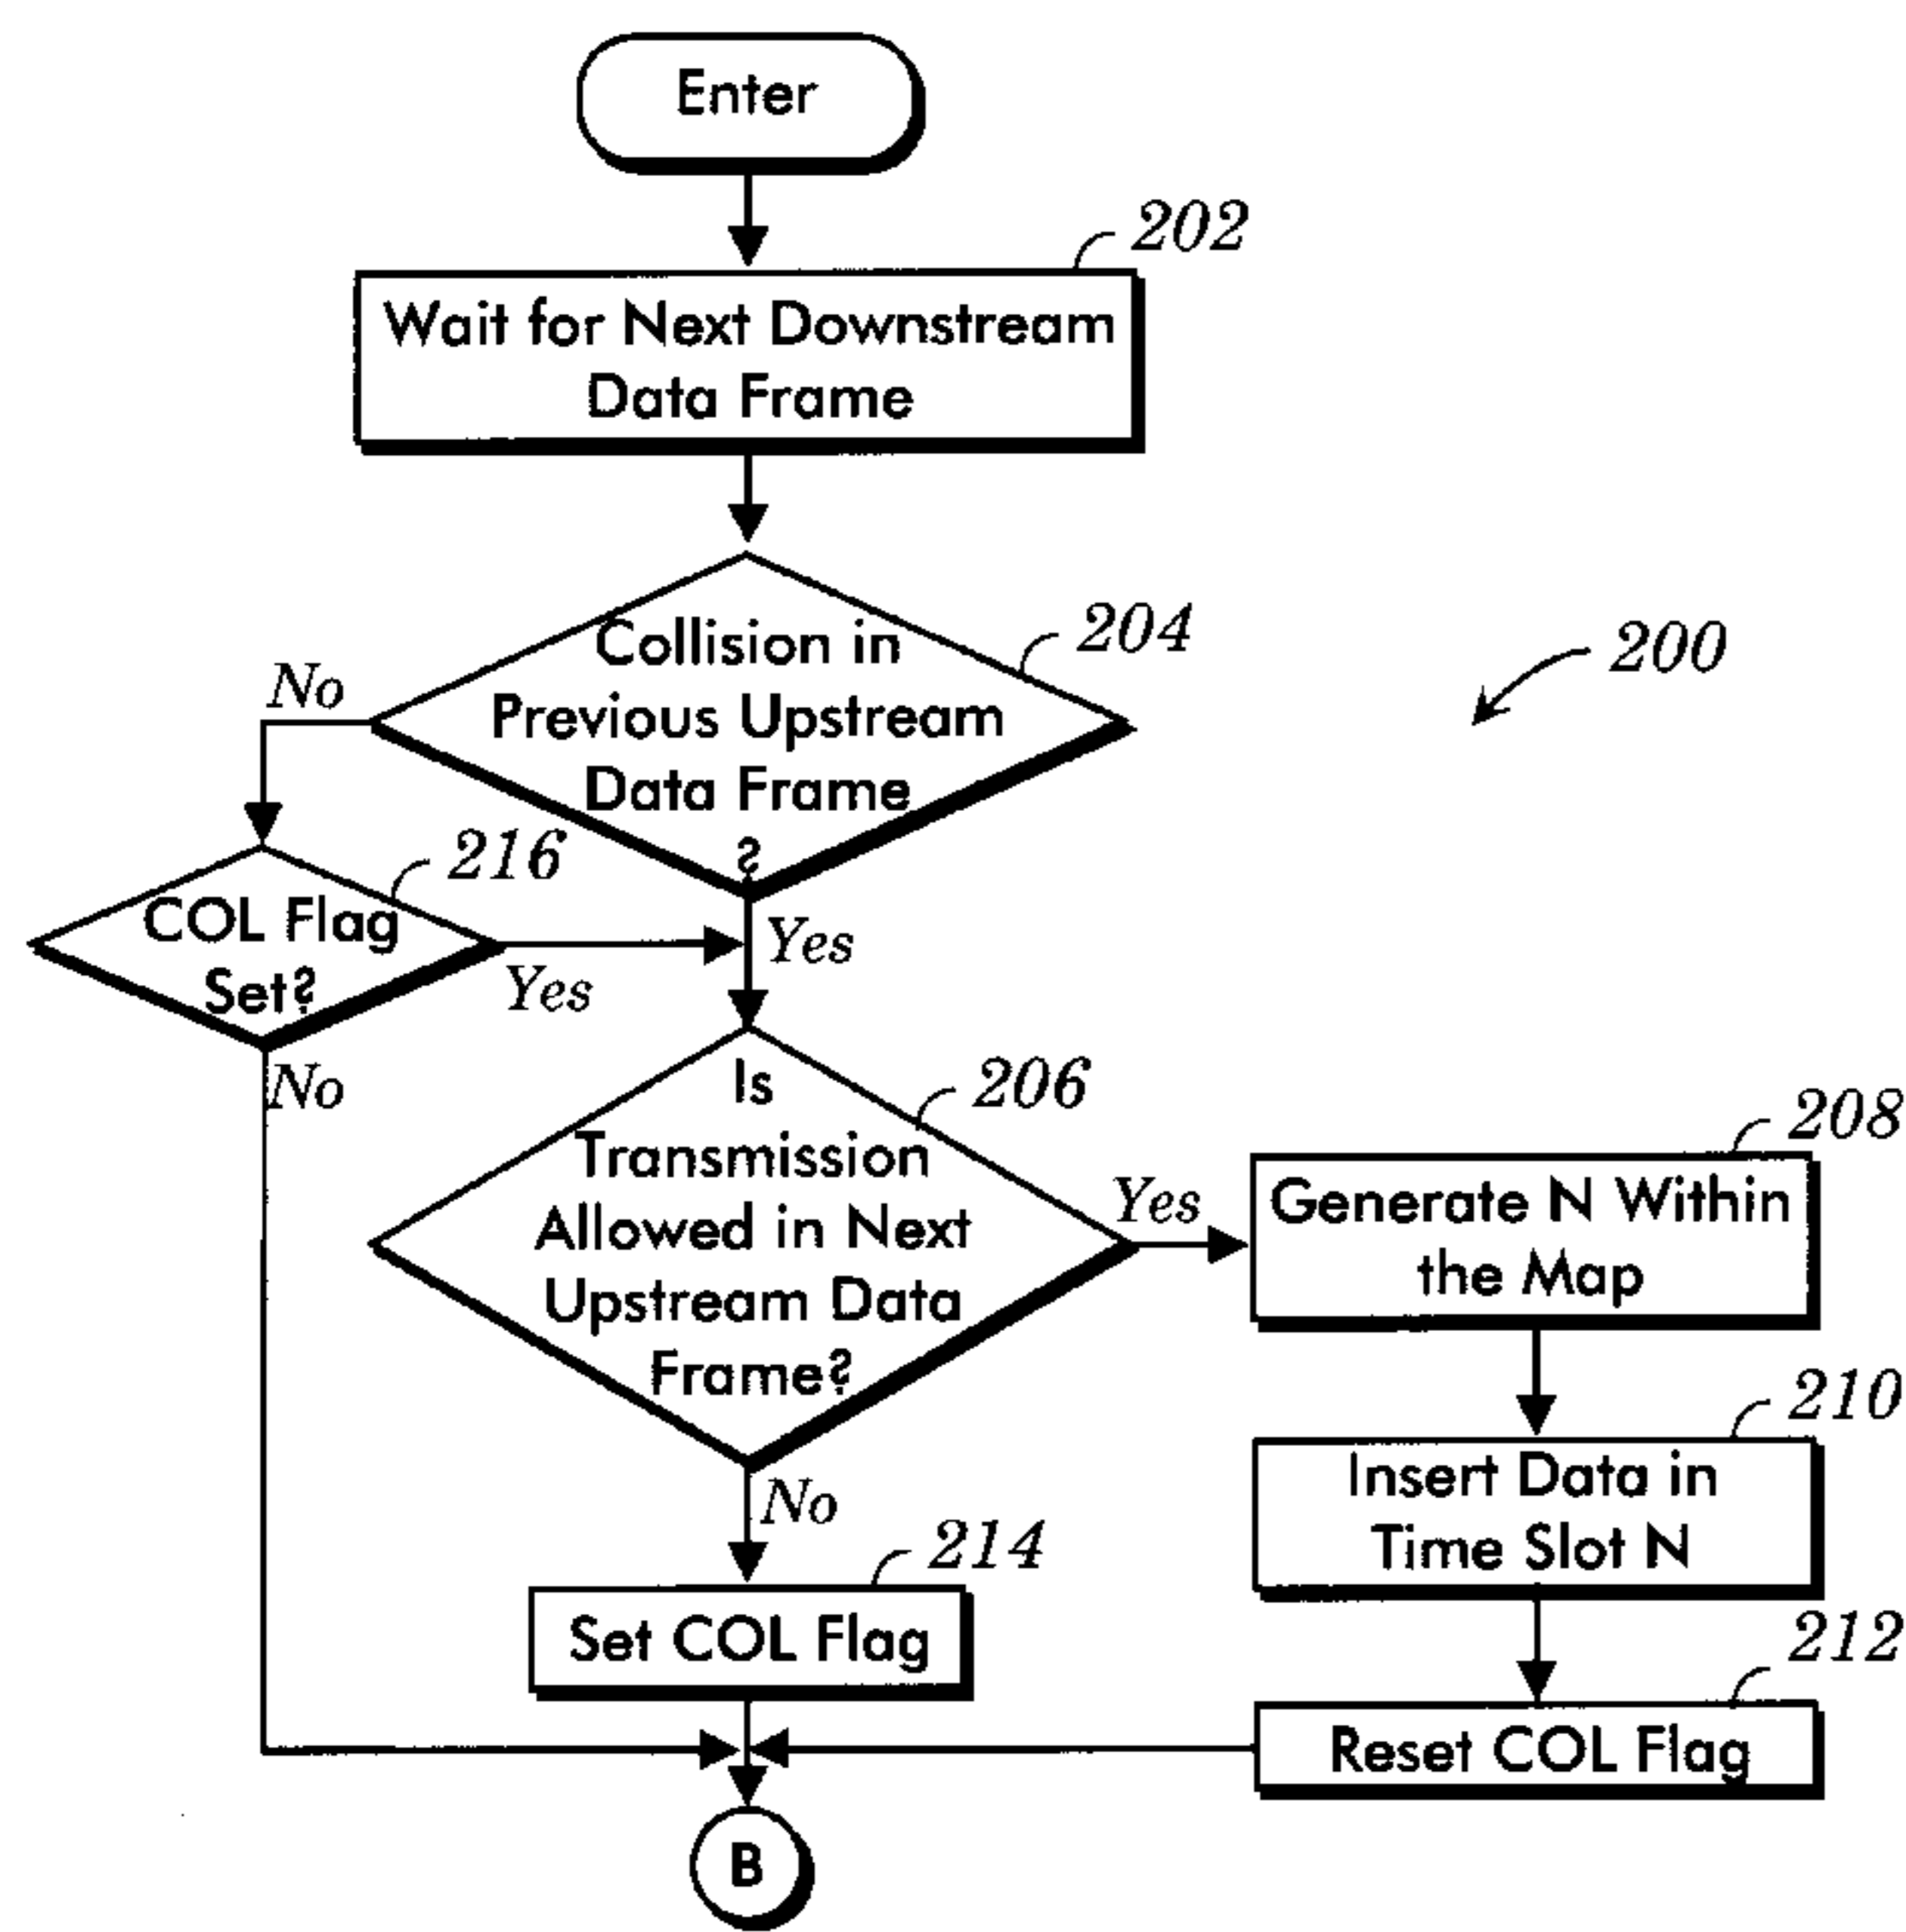 Enter
202
Wait for Next Downstream
Data Frame
204
Collision in
Previous Upstream
Data Frame
?
No
200
216
COL Flag
Set?
Yes
Yes
No
206
Is
Transmission
Allowed in Next
Upstream Data
Frame?
Yes
208
Generate N Within
the Map
210
Insert Data in
Time Slot N
No
214
Set COL Flag
212
Reset COL Flag
B